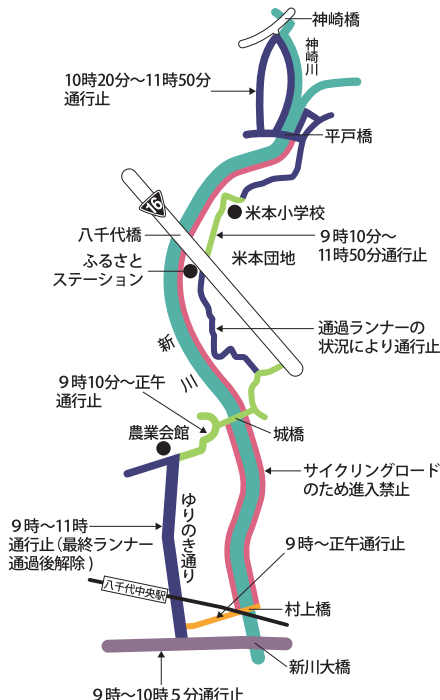 神崎橋
神崎川
10時20分〜11時50分
通行止
平戸橋
16
米本小学校
八千代橋
9時10分〜
11時50分通行止
米本団地
ふるさと
ステーション
通過ランナーの
状況により通行止
新川
9時10分〜正午
通行止
農業会館
城橋
サイクリングロード
のため進入禁止
ゆりのき通り
9時〜11時
通行止(最終ランナー
通過後解除)
9時〜正午通行止
八千代中央駅
村上橋
新川大橋
9時〜10時5分通行止